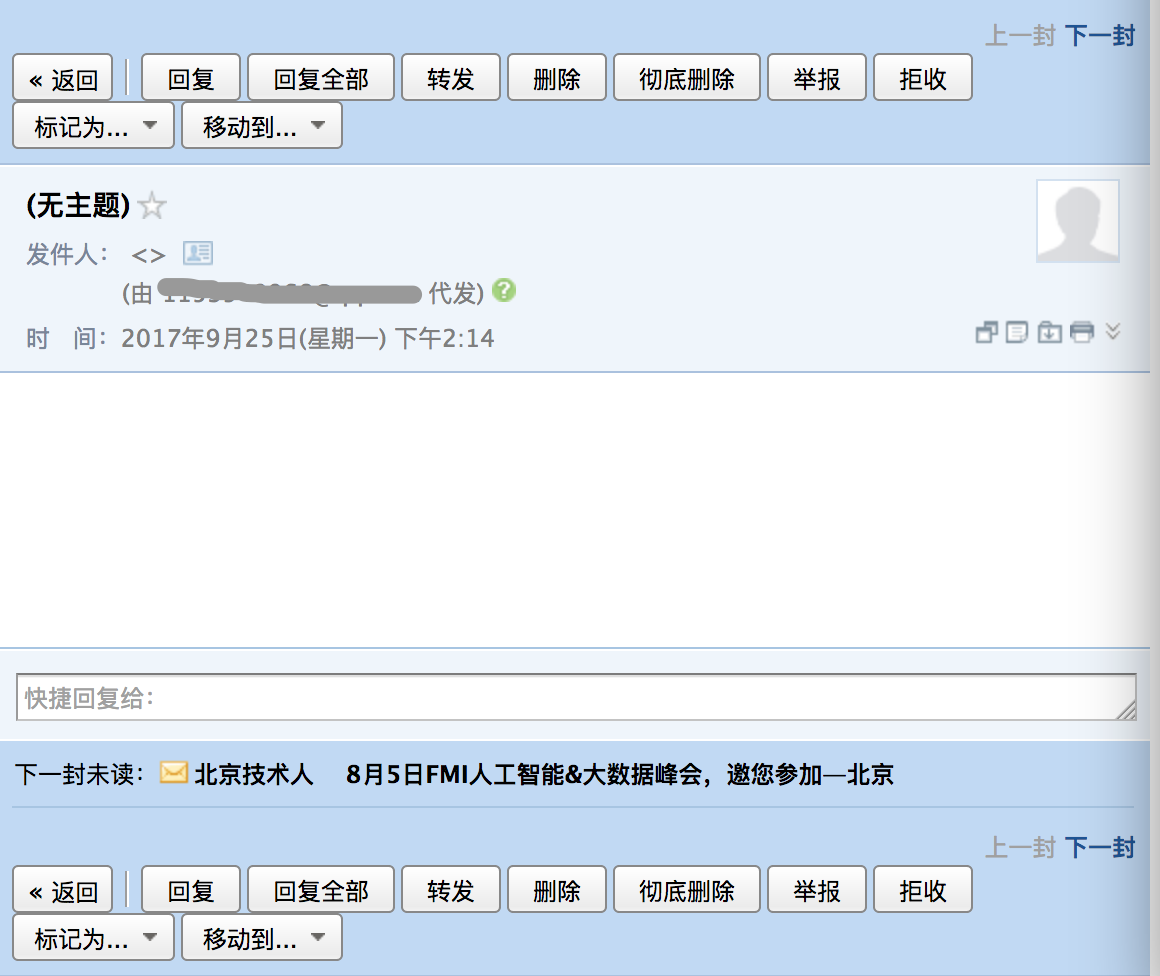 上一封 下一封
« 返回 回复 回复全部 转发 删除 彻底删除 举报 拒收
标记为... 移动到...
(无主题)
发件人： <>
(由 代发)
时 间： 2017年9月25日(星期一) 下午2:14
快捷回复给：
下一封未读： 北京技术人 8月5日FMI人工智能&大数据峰会，邀您参加—北京
上一封 下一封
« 返回 回复 回复全部 转发 删除 彻底删除 举报 拒收
标记为... 移动到...